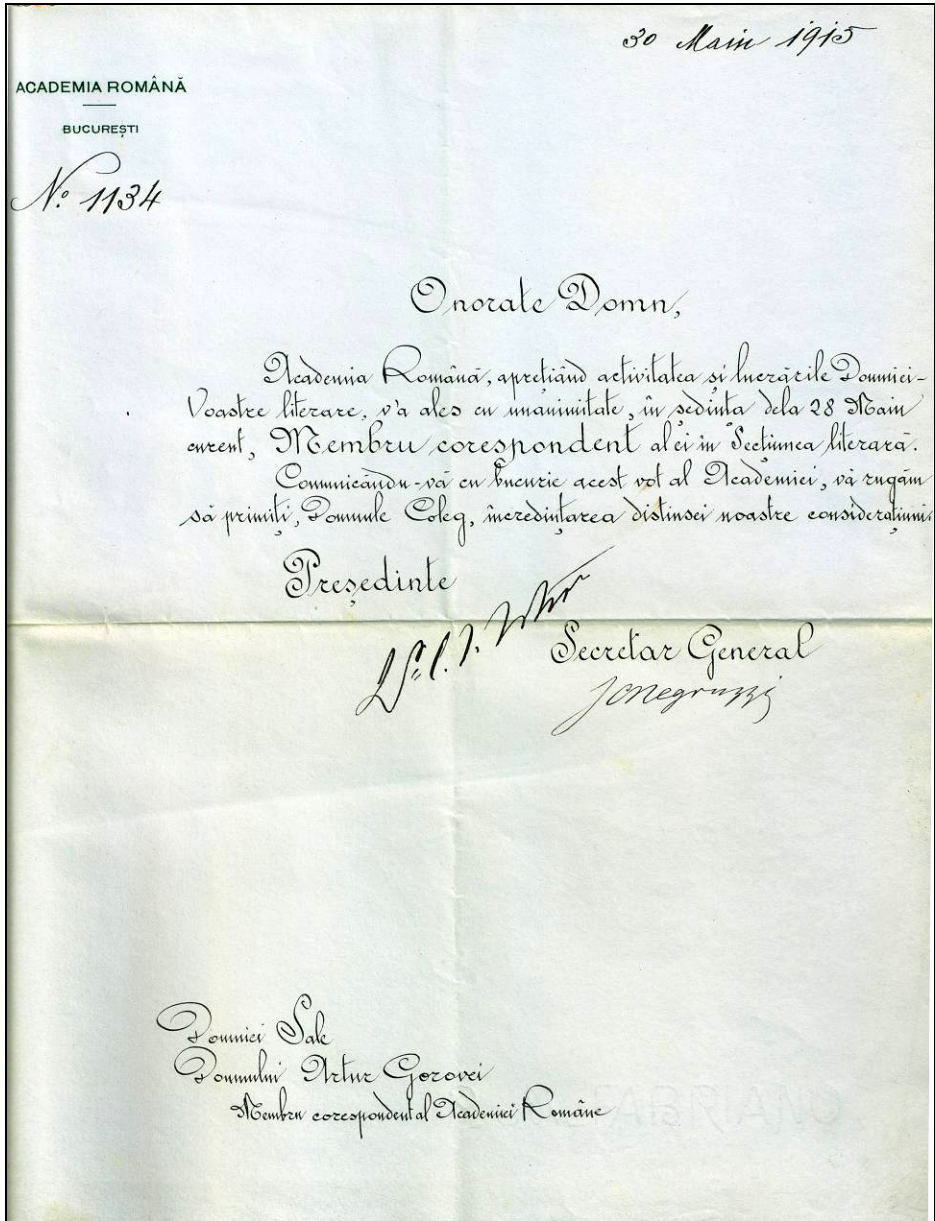 30 Maiu 1915
ACADEMIA ROMÂNĂ
BUCUREȘTI
No. 1134
Onorate Domn,
Academia Română, aprețiând activitatea și lucrările Domniei-
Voastre literare, v'a ales cu unanimitate, în ședința dela 28 Maiu
curent, Membru corespondent al ei în Secțiunea literară.
Comunicându-vă cu bucurie acest vot al Academiei, vă rugăm
să primiți, Domnule Coleg, încredințarea distinsei noastre considerațiuni.
Președinte
Secretar General
Negruzzi
Domniei Sale
Domnului Artur Gorovei
Membru corespondent al Academiei Române